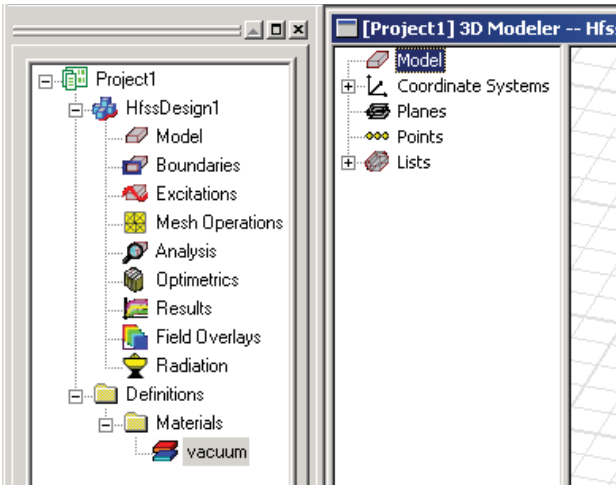 Project1
HfssDesign1
Model
Boundaries
Excitations
Mesh Operations
Analysis
Optimetrics
Results
Field Overlays
Radiation
Definitions
Materials
vacuum
[Project1] 3D Modeler -- Hfs
Model
Coordinate Systems
Planes
Points
Lists